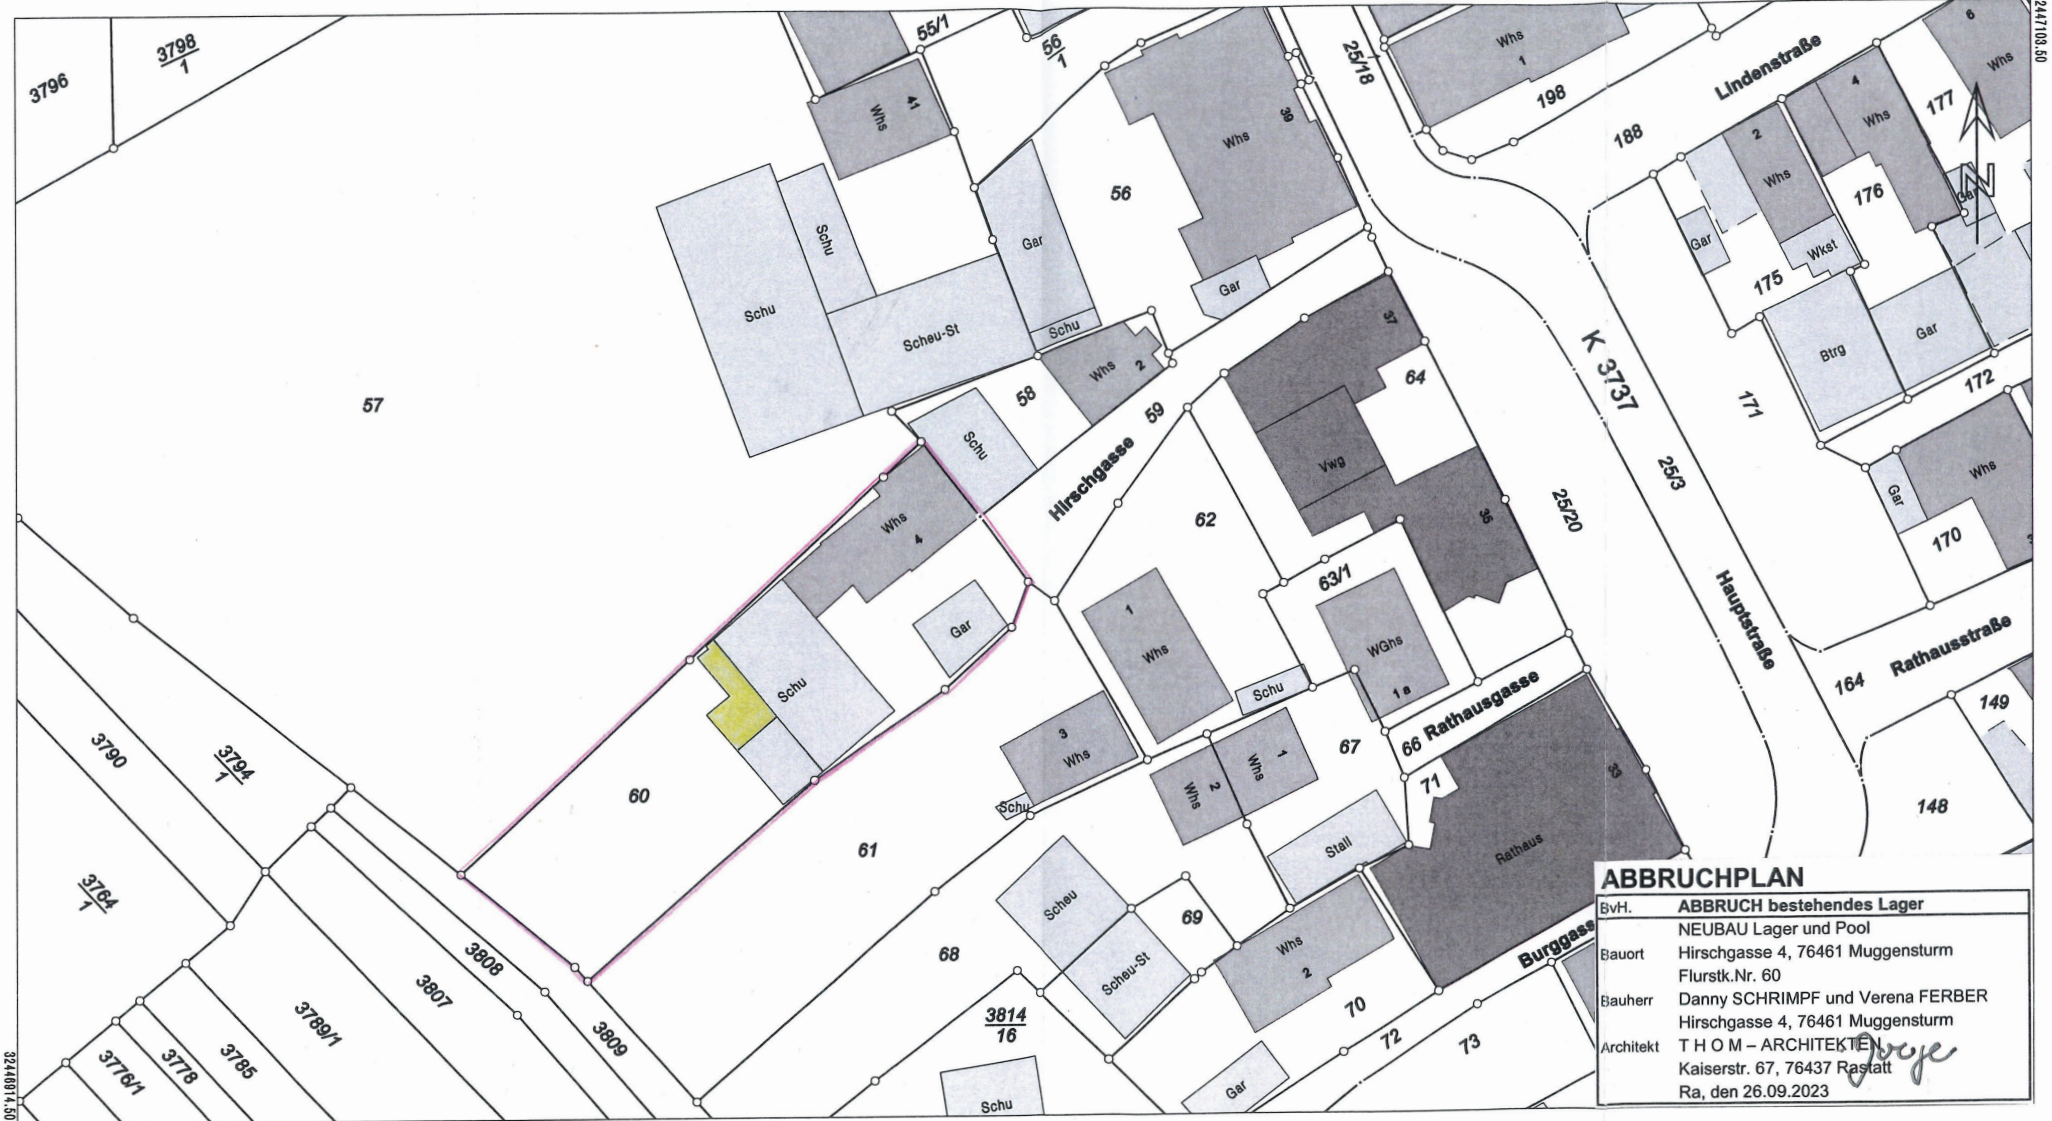 32447103.50
3796
3798
1
55/1
56
1
25/18
Whs
1
198
Lindenstraße
188
6
Whs
177
4
Whs
2
Whs
176
Gar
N
Gar
Wkst
175
41
Whs
39
Whs
56
Schu
Schu
Gar
Gar
Scheu-St
Schu
Whs
2
37
64
K 3737
Btrg
Gar
172
171
57
58
59
Schu
Hirschgasse
Vwg
35
25/3
25/20
Whs
Gar
170
3
Whs
4
62
63/1
Hauptstraße
Gar
1
Whs
WGhs
1a
Rathausstraße
164
149
Schu
Schu
3
Whs
Rathausgasse
66
67
71
1
Whs
2
Whs
33
3790
3794
1
60
Schu
148
61
Stall
Rathaus
3764
1
Scheu
69
Whs
2
68
Scheu-St
Burggass
3808
3807
3789/1
3809
3814
16
70
72
73
3776/1
3778
3785
Schu
Gar
32446914.50
ABBRUCHPLAN
BvH. ABBRUCH bestehendes Lager
NEUBAU Lager und Pool
Bauort Hirschgasse 4, 76461 Muggensturm
Flurstk.Nr. 60
Bauherr Danny SCHRIMPF und Verena FERBER
Hirschgasse 4, 76461 Muggensturm
Architekt T H O M – ARCHITEKTEN
Kaiserstr. 67, 76437 Rastatt
Ra, den 26.09.2023